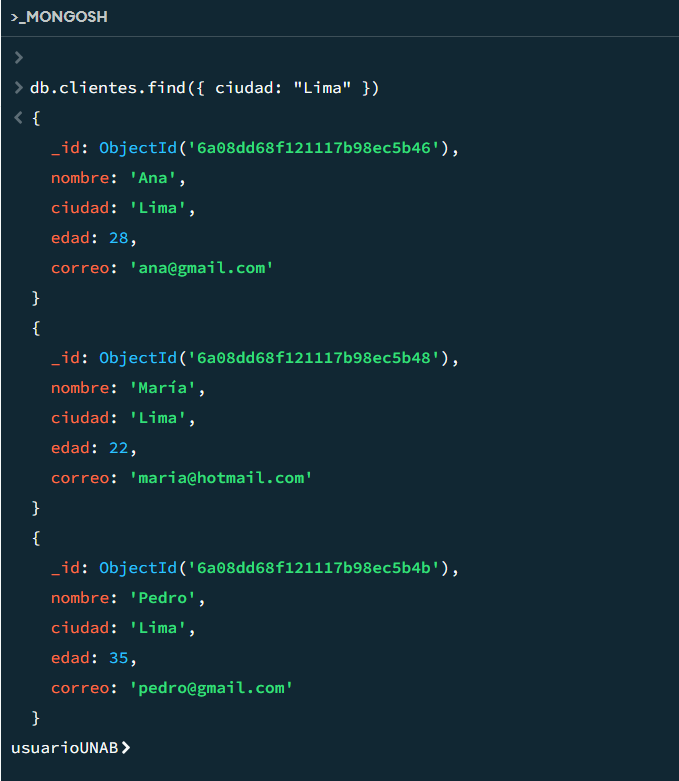 >_MONGOSH
>
> db.clientes.find({ ciudad: "Lima" })
< {
_id: ObjectId('6a08dd68f121117b98ec5b46'),
nombre: 'Ana',
ciudad: 'Lima',
edad: 28,
correo: 'ana@gmail.com'
}
{
_id: ObjectId('6a08dd68f121117b98ec5b48'),
nombre: 'María',
ciudad: 'Lima',
edad: 22,
correo: 'maria@hotmail.com'
}
{
_id: ObjectId('6a08dd68f121117b98ec5b4b'),
nombre: 'Pedro',
ciudad: 'Lima',
edad: 35,
correo: 'pedro@gmail.com'
}
usuarioUNAB>